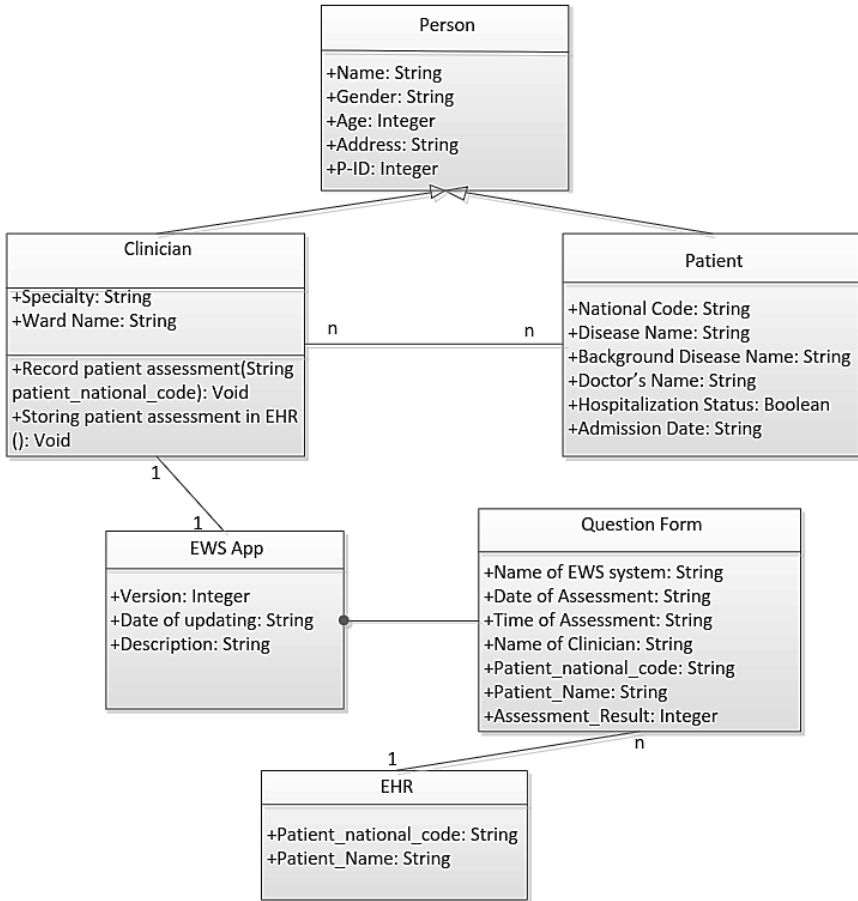 Person
+Name: String
+Gender: String
+Age: Integer
+Address: String
+P-ID: Integer
Clinician
+Specialty: String
+Ward Name: String
+Record patient assessment(String
patient_national_code): Void
+Storing patient assessment in EHR
(): Void
n
n
Patient
+National Code: String
+Disease Name: String
+Background Disease Name: String
+Doctor’s Name: String
+Hospitalization Status: Boolean
+Admission Date: String
1
1
EWS App
+Version: Integer
+Date of updating: String
+Description: String
Question Form
+Name of EWS system: String
+Date of Assessment: String
+Time of Assessment: String
+Name of Clinician: String
+Patient_national_code: String
+Patient_Name: String
+Assessment_Result: Integer
n
1
EHR
+Patient_national_code: String
+Patient_Name: String